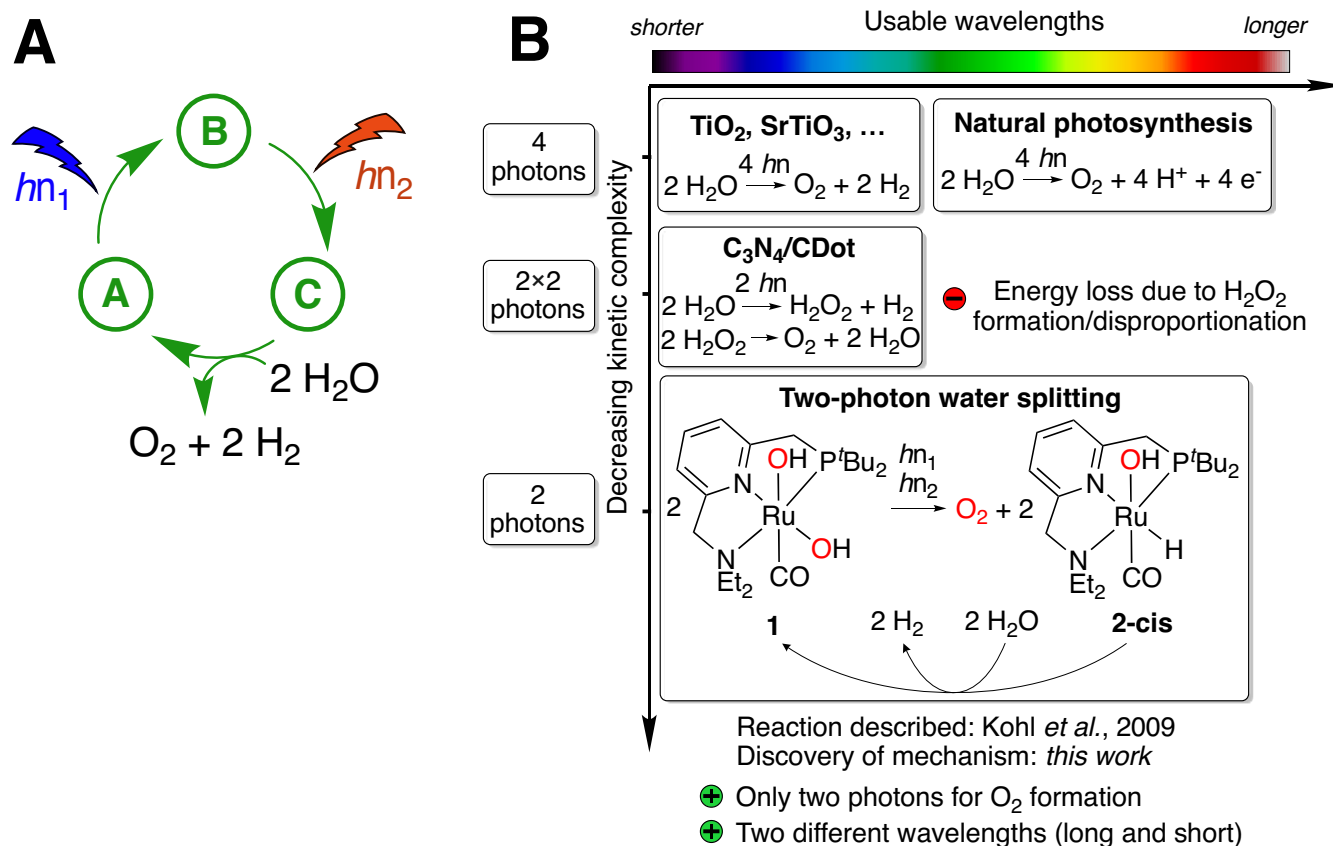 A
B
hn₁
hn₂
A
C
2 H₂O
O₂ + 2 H₂
B
Usable wavelengths
shorter
longer
Decreasing kinetic complexity
4
photons
TiO₂, SrTiO₃, ...
4 hn
2 H₂O → O₂ + 2 H₂
Natural photosynthesis
4 hn
2 H₂O → O₂ + 4 H⁺ + 4 e⁻
2×2
photons
C₃N₄/CDot
2 hn
2 H₂O → H₂O₂ + H₂
2 H₂O₂ → O₂ + 2 H₂O
Energy loss due to H₂O₂
formation/disproportionation
2
photons
Two-photon water splitting
2
OH
PᵗBu₂
N
Ru
OH
N
Et₂
CO
1
hn₁
hn₂
→ O₂ + 2
OH
PᵗBu₂
N
Ru
H
N
Et₂
CO
2-cis
2 H₂
2 H₂O
Reaction described: Kohl et al., 2009
Discovery of mechanism: this work
Only two photons for O₂ formation
Two different wavelengths (long and short)